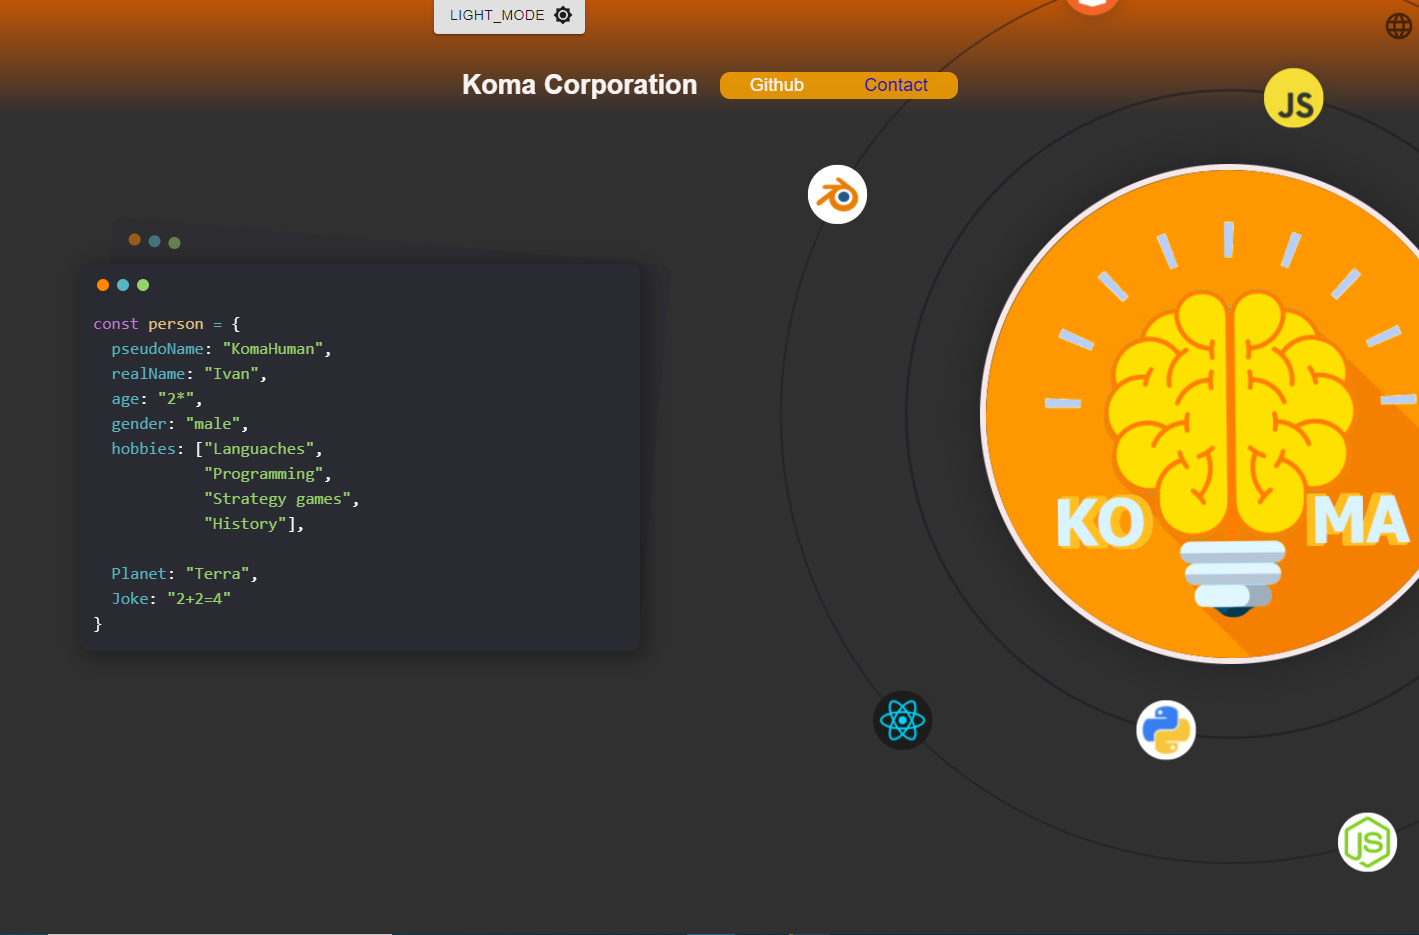 LIGHT_MODE
Koma Corporation
Github
Contact
JS
const person = {
pseudoName: "KomaHuman",
realName: "Ivan",
age: "2*",
gender: "male",
hobbies: ["Languaches",
"Programming",
"Strategy games",
"History"],
Planet: "Terra",
Joke: "2+2=4"
}
KO MA
JS